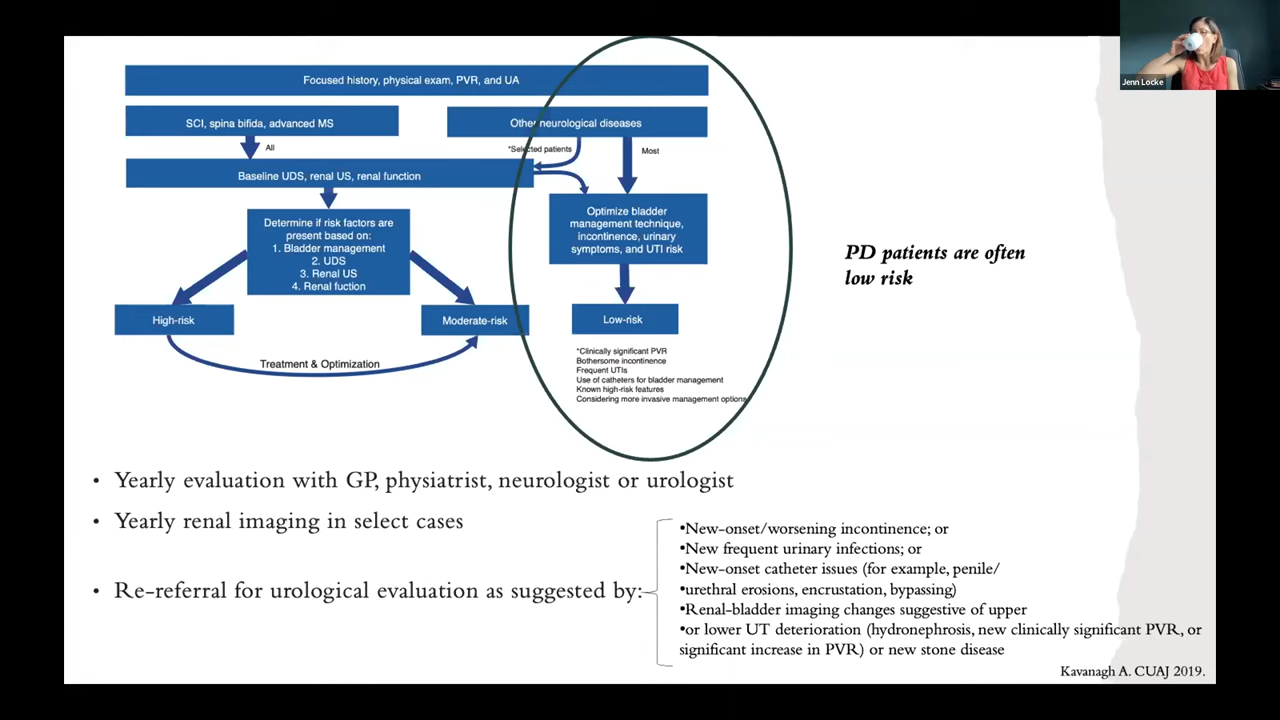 Jenn Locke
Focused history, physical exam, PVR, and UA
SCI, spina bifida, advanced MS
Other neurological diseases
All
*Selected patients
Most
Baseline UDS, renal US, renal function
Determine if risk factors are
present based on:
1. Bladder management
2. UDS
3. Renal US
4. Renal fuction
Optimize bladder
management technique,
incontinence, urinary
symptoms, and UTI risk
High-risk
Moderate-risk
Low-risk
Treatment & Optimization
*Clinically significant PVR
Bothersome incontinence
Frequent UTIs
Use of catheters for bladder management
Known high-risk features
Considering more invasive management options
PD patients are often
low risk
• Yearly evaluation with GP, physiatrist, neurologist or urologist
• Yearly renal imaging in select cases
• Re-referral for urological evaluation as suggested by:
•New-onset/worsening incontinence; or
•New frequent urinary infections; or
•New-onset catheter issues (for example, penile/
•urethral erosions, encrustation, bypassing)
•Renal-bladder imaging changes suggestive of upper
•or lower UT deterioration (hydronephrosis, new clinically significant PVR, or
significant increase in PVR) or new stone disease
Kavanagh A. CUAJ 2019.